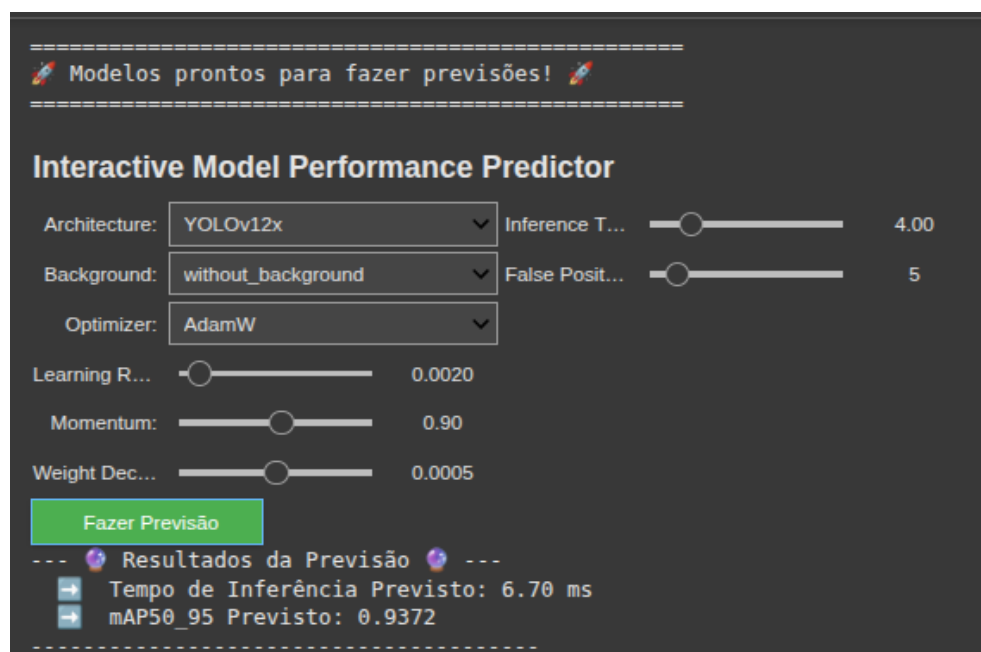 ==================================================
🚀 Modelos prontos para fazer previsões! 🚀
==================================================
Interactive Model Performance Predictor
Architecture: YOLOv12x Inference T... 4.00
Background: without_background False Posit... 5
Optimizer: AdamW
Learning R... 0.0020
Momentum: 0.90
Weight Dec... 0.0005
Fazer Previsão
--- 🔮 Resultados da Previsão 🔮 ---
➡️ Tempo de Inferência Previsto: 6.70 ms
➡️ mAP50_95 Previsto: 0.9372
---------------------------------------